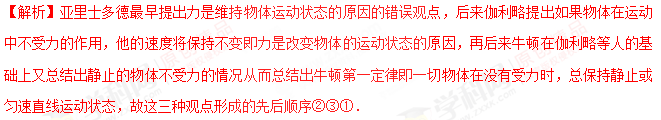 【解析】亚里士多德最早提出力是维持物体运动状态的原因的错误观点，后来伽利略提出如果物体在运动
中不受力的作用，他的速度将保持不变即力是改变物体的运动状态的原因，再后来牛顿在伽利略等人的基
础上又总结出静止的物体不受力的情况从而总结出牛顿第一定律即一切物体在没有受力时，总保持静止或
匀速直线运动状态，故这三种观点形成的先后顺序②③①．